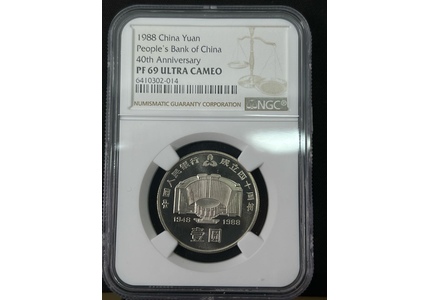 1988 China Yuan
People's Bank of China
40th Anniversary
PF 69 ULTRA CAMEO
6410302-014
NUMISMATIC GUARANTY CORPORATION
NGC®
中国人民银行 成立四十周年
1948 1988
壹圆